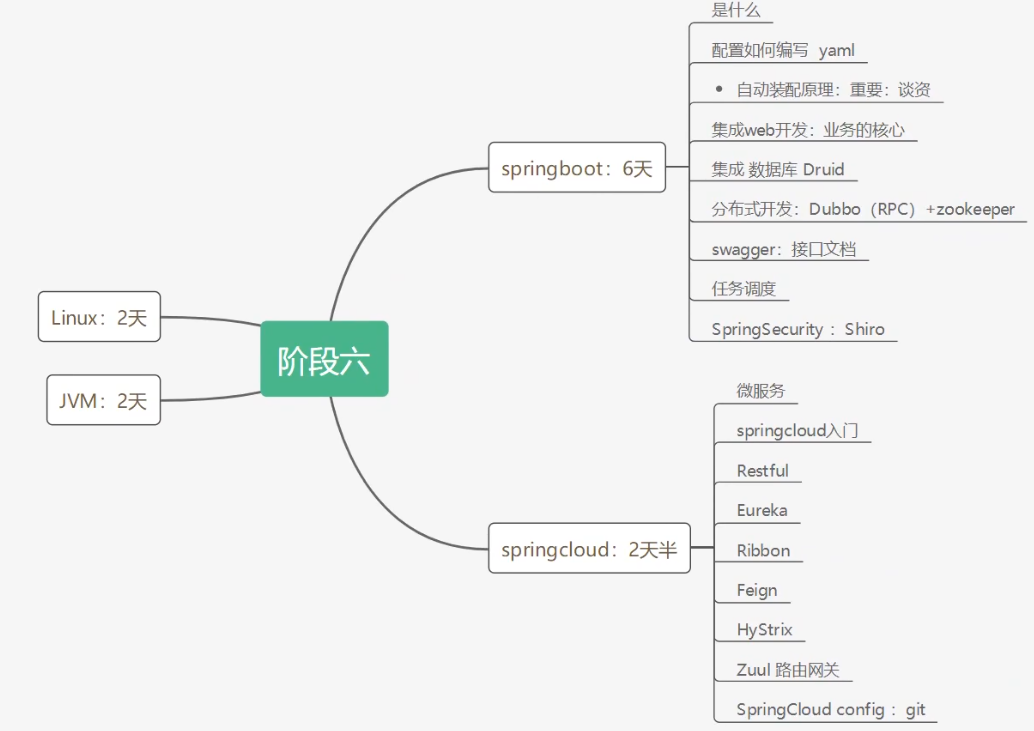 阶段六
springboot：6天
是什么
配置如何编写 yaml
• 自动装配原理：重要：谈资
集成web开发：业务的核心
集成 数据库 Druid
分布式开发：Dubbo（RPC）+zookeeper
swagger：接口文档
任务调度
SpringSecurity ：Shiro
springcloud：2天半
微服务
springcloud入门
Restful
Eureka
Ribbon
Feign
HyStrix
Zuul 路由网关
SpringCloud config ：git
Linux：2天
JVM：2天